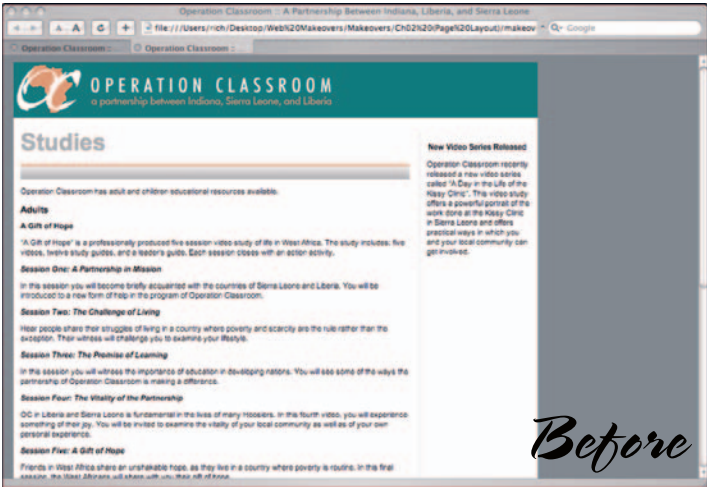 Operation Classroom :: A Partnership Between Indiana, Liberia, and Sierra Leone
A A
file:///Users/rich/Desktop/Web%20Makeovers/Makeovers/Ch02%20(Page%20Layout)/makeov
Google
Operation Classroom ::
Operation Classroom ::
OC
OPERATION CLASSROOM
a partnership between Indiana, Sierra Leone, and Liberia
Studies
Operation Classroom has adult and children educational resources available.
Adults
A Gift of Hope
"A Gift of Hope" is a professionally produced five session video study of life in West Africa. The study includes: five
videos, twelve study guides, and a leader's guide. Each session closes with an action activity.
Session One: A Partnership in Mission
In this session you will become briefly acquainted with the countries of Sierra Leone and Liberia. You will be
introduced to a new form of help in the program of Operation Classroom.
Session Two: The Challenge of Living
Hear people share their struggles of living in a country where poverty and scarcity are the rule rather than the
exception. Their witness will challenge you to examine your lifestyle.
Session Three: The Promise of Learning
In this session you will witness the importance of education in developing nations. You will see some of the ways the
partnership of Operation Classroom is making a difference.
Session Four: The Vitality of the Partnership
OC in Liberia and Sierra Leone is fundamental in the lives of many Hoosiers. In this fourth video, you will experience
something of their joy. You will be invited to examine the vitality of your local community as well as of your own
personal experience.
Session Five: A Gift of Hope
Friends in West Africa share an unshakable hope, as they live in a country where poverty is routine. In this final
session, the West Africans will share with you their gift of hope.
New Video Series Released
Operation Classroom recently
released a new video series
called "A Day in the Life of the
Kissy Clinic". This video study
offers a powerful portrait of the
work done at the Kissy Clinic
in Sierra Leone and offers
practical ways in which you
and your local community can
get involved.
Before